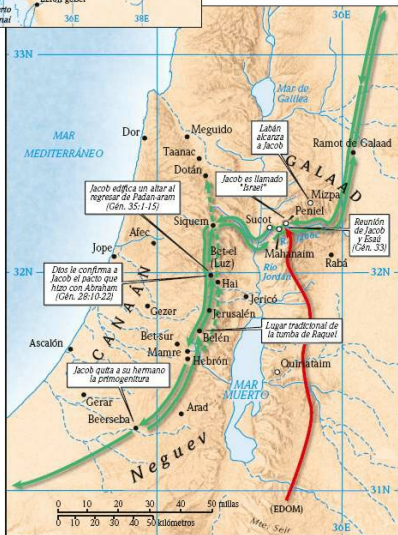 36E
38E
36E
33N
33N
Mar de
Galilea
MAR
MEDITERRÁNEO
Dor
Meguido
Taanac
Dotán
Labán
alcanza
a Jacob
Ramot de Galaad
GALAAD
Jacob es llamado
"Israel"
Mizpa
Peniel
Jacob edifica un altar al
regresar de Padan-aram
(Gén. 35:1-15)
Siquem
Sucot
Mahanaim
Reunión
de Jacob
y Esaú
(Gén. 33)
Afec
Jope
Bet-el
(Luz)
Río
Jordán
Rabá
32N
32N
Dios le confirma a
Jacob el pacto que
hizo con Abraham
(Gén. 28:10-22)
Hai
Jericó
CANAÁN
Gezer
Jerusalén
Belén
Lugar tradicional de
la tumba de Raquel
Ascalón
Bet-sur
Mamre
Hebrón
Jacob quita a su hermano
la primogenitura
Quiriataim
MAR
MUERTO
Gerar
Beerseba
Arad
Neguev
31N
0 10 20 30 40 50 millas
0 10 20 30 40 50 kilómetros
(EDOM)
Mte. Seir
36E